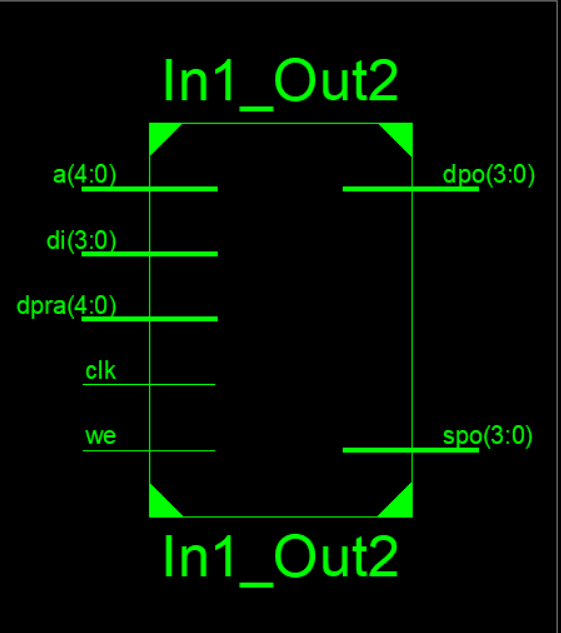 In1_Out2
a(4:0)
dpo(3:0)
di(3:0)
dpra(4:0)
clk
we
spo(3:0)
In1_Out2